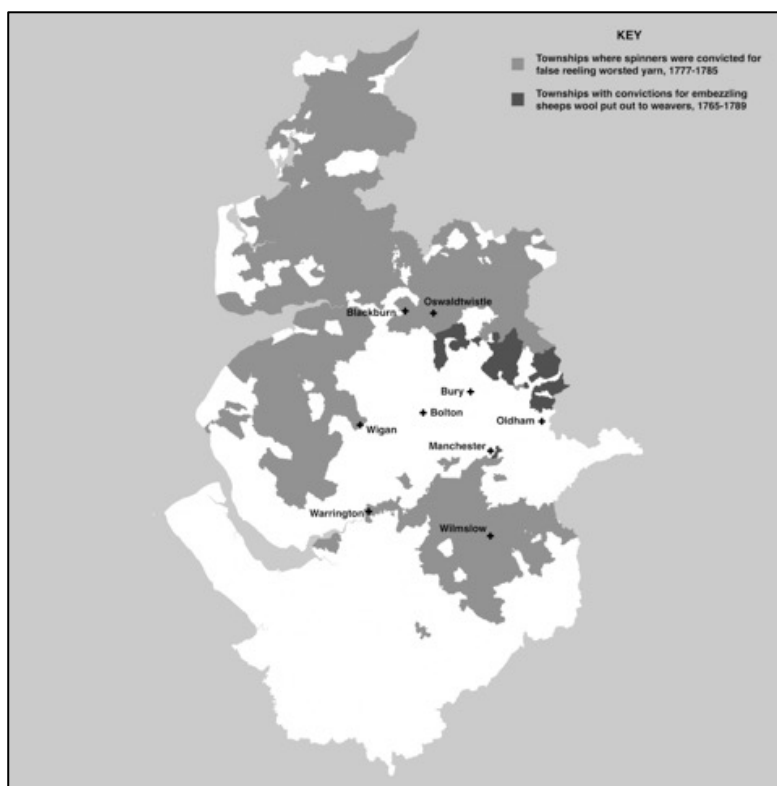 KEY
Townships where spinners were convicted for
false reeling worsted yarn, 1777-1785
Townships with convictions for embezzling
sheeps wool put out to weavers, 1765-1789
Oswaldtwistle
Blackburn
Bury
Bolton
Oldham
Wigan
Manchester
Warrington
Wilmslow